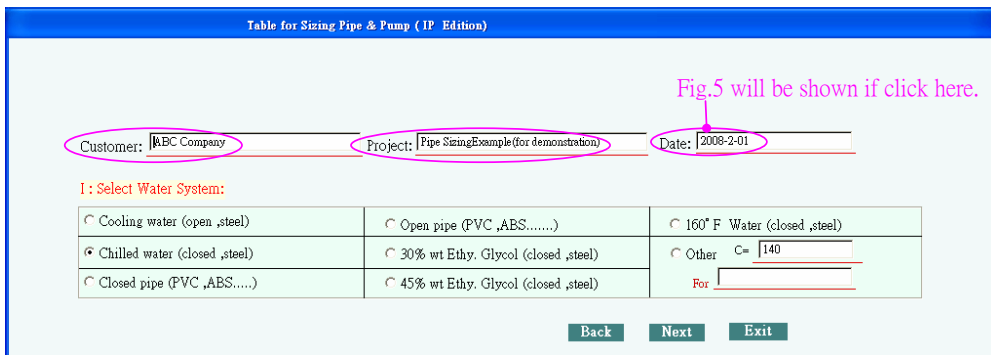 Table for Sizing Pipe & Pump ( IP Edition)
Fig.5 will be shown if click here.
Customer: ABC Company Project: Pipe SizingExample(for demonstration) Date: 2008-2-01
I : Select Water System:
Cooling water (open ,steel) Open pipe (PVC ,ABS.......) 160° F Water (closed ,steel)
Chilled water (closed ,steel) 30% wt Ethy. Glycol (closed ,steel) Other C= 140
Closed pipe (PVC ,ABS.....) 45% wt Ethy. Glycol (closed ,steel) For
Back Next Exit